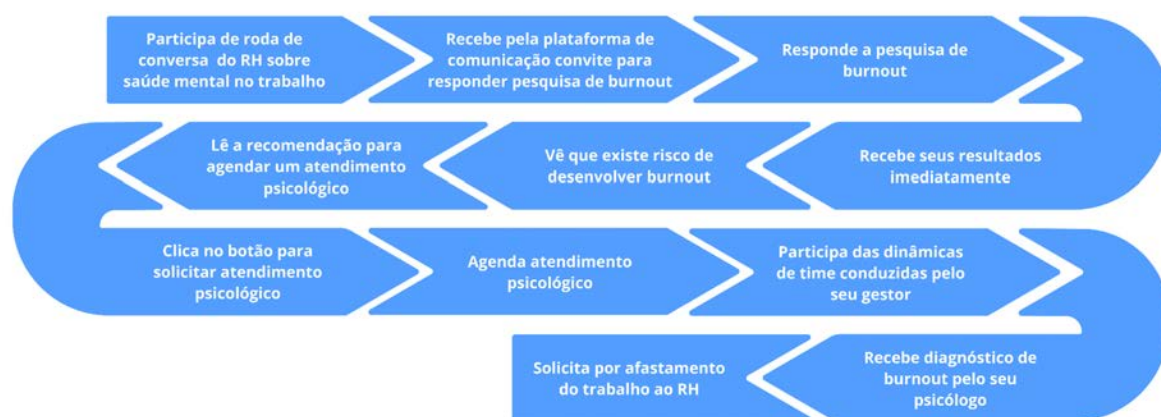 Participa de roda de
conversa do RH sobre
saúde mental no trabalho
Recebe pela plataforma de
comunicação convite para
responder pesquisa de burnout
Responde a pesquisa de
burnout
Recebe seus resultados
imediatamente
Vê que existe risco de
desenvolver burnout
Lê a recomendação para
agendar um atendimento
psicológico
Clica no botão para
solicitar atendimento
psicológico
Agenda atendimento
psicológico
Participa das dinâmicas
de time conduzidas pelo
seu gestor
Recebe diagnóstico de
burnout pelo seu
psicólogo
Solicita por afastamento
do trabalho ao RH